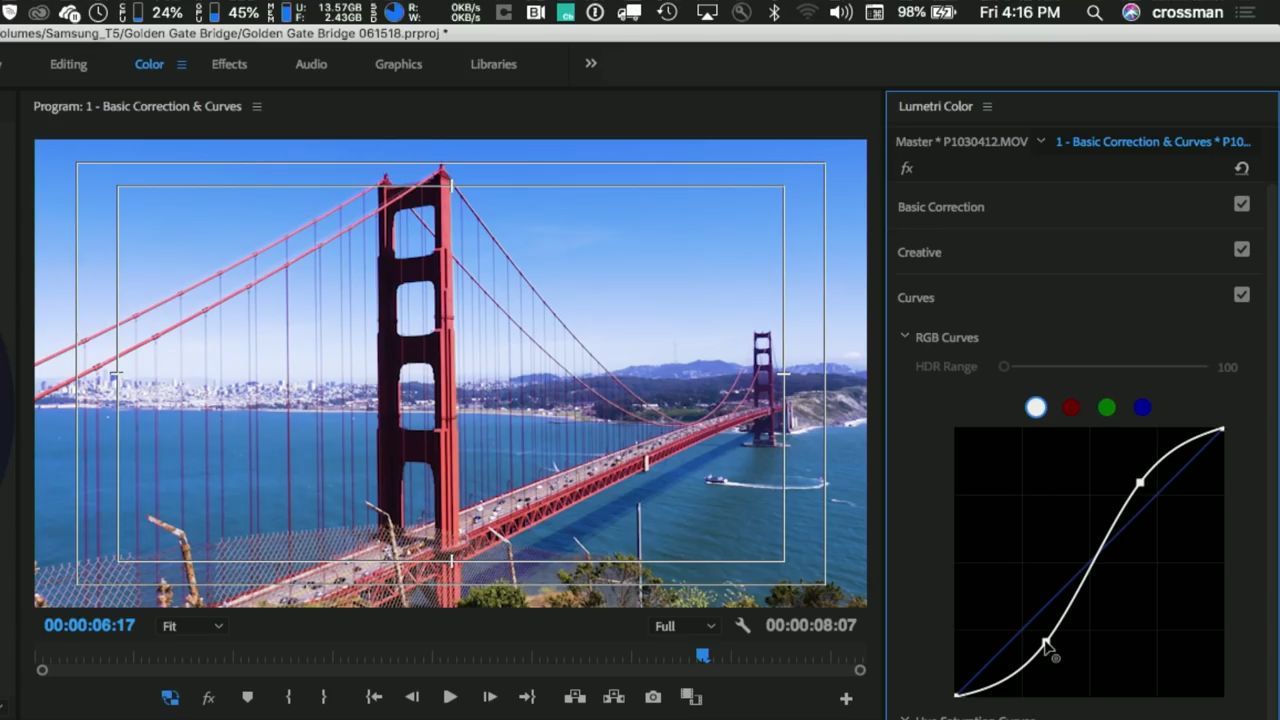 24% 45% U: 13.57GB R: 0KB/s 98% Fri 4:16 PM crossman
F: 2.43GB W: 0KB/s
olumes/Samsung_T5/Golden Gate Bridge/Golden Gate Bridge 061518.prproj *
Editing Color Effects Audio Graphics Libraries
Program: 1 - Basic Correction & Curves
Lumetri Color
Master * P1030412.MOV 1 - Basic Correction & Curves * P10...
fx
Basic Correction
Creative
Curves
RGB Curves
HDR Range 100
00:00:06:17 Fit Full 00:00:08:07
fx